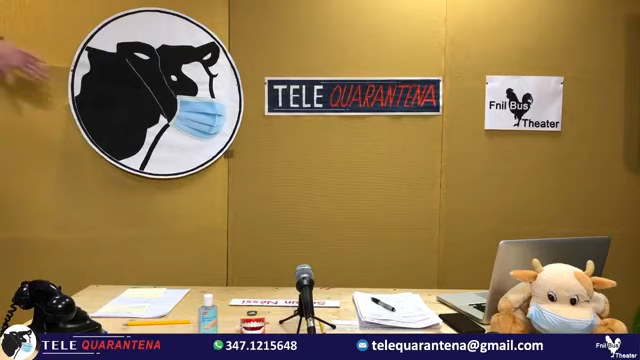 TELE QUARANTENA
Fnil Bus
Theater
TELE QUARANTENA
347.1215648
telequarantena@gmail.com
Fnil Bus
Theater